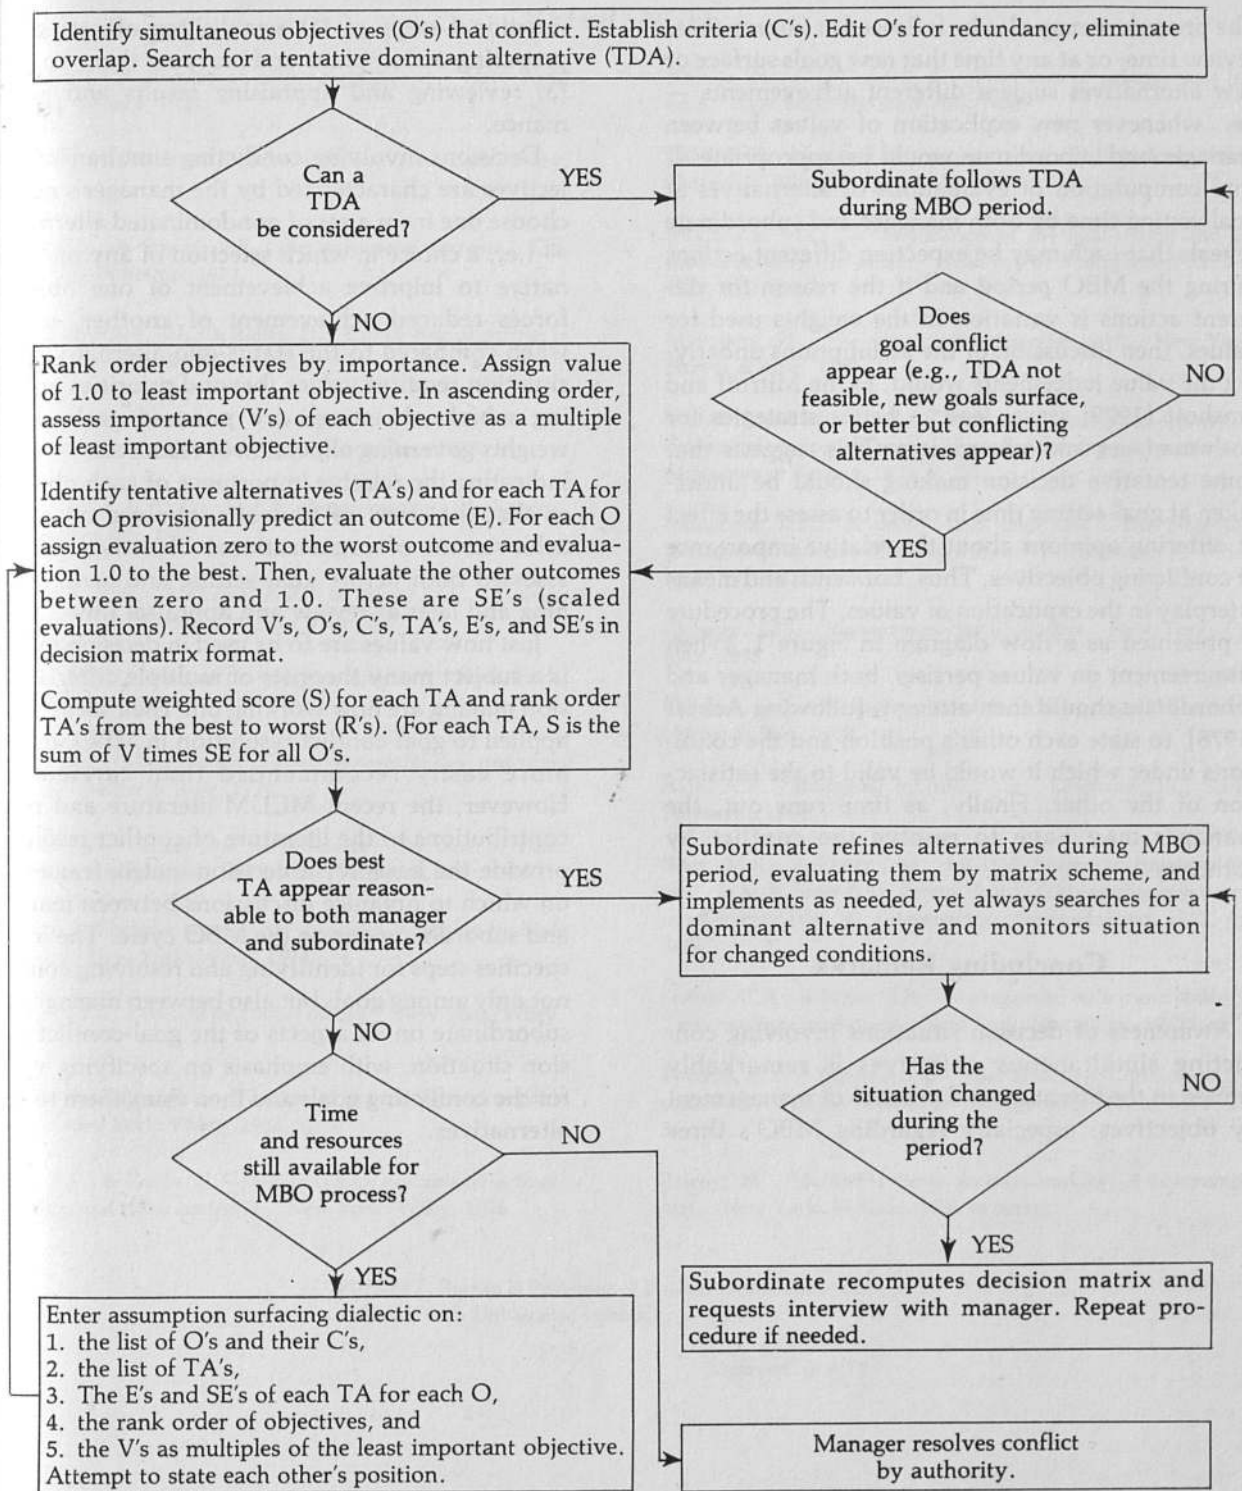 Identify simultaneous objectives (O's) that conflict. Establish criteria (C's). Edit O's for redundancy, eliminate
overlap. Search for a tentative dominant alternative (TDA).
Can a
TDA
be considered?
YES
NO
Subordinate follows TDA
during MBO period.
Does
goal conflict
appear (e.g., TDA not
feasible, new goals surface,
or better but conflicting
alternatives appear)?
NO
YES
Rank order objectives by importance. Assign value
of 1.0 to least important objective. In ascending order,
assess importance (V's) of each objective as a multiple
of least important objective.
Identify tentative alternatives (TA's) and for each TA for
each O provisionally predict an outcome (E). For each O
assign evaluation zero to the worst outcome and evalua-
tion 1.0 to the best. Then, evaluate the other outcomes
between zero and 1.0. These are SE's (scaled
evaluations). Record V's, O's, C's, TA's, E's, and SE's in
decision matrix format.
Compute weighted score (S) for each TA and rank order
TA's from the best to worst (R's). (For each TA, S is the
sum of V times SE for all O's.
Does best
TA appear reason-
able to both manager
and subordinate?
YES
NO
Subordinate refines alternatives during MBO
period, evaluating them by matrix scheme, and
implements as needed, yet always searches for a
dominant alternative and monitors situation
for changed conditions.
Has the
situation changed
during the
period?
NO
YES
Time
and resources
still available for
MBO process?
NO
YES
Subordinate recomputes decision matrix and
requests interview with manager. Repeat pro-
cedure if needed.
Enter assumption surfacing dialectic on:
1. the list of O's and their C's,
2. the list of TA's,
3. The E's and SE's of each TA for each O,
4. the rank order of objectives, and
5. the V's as multiples of the least important objective.
Attempt to state each other's position.
Manager resolves conflict
by authority.